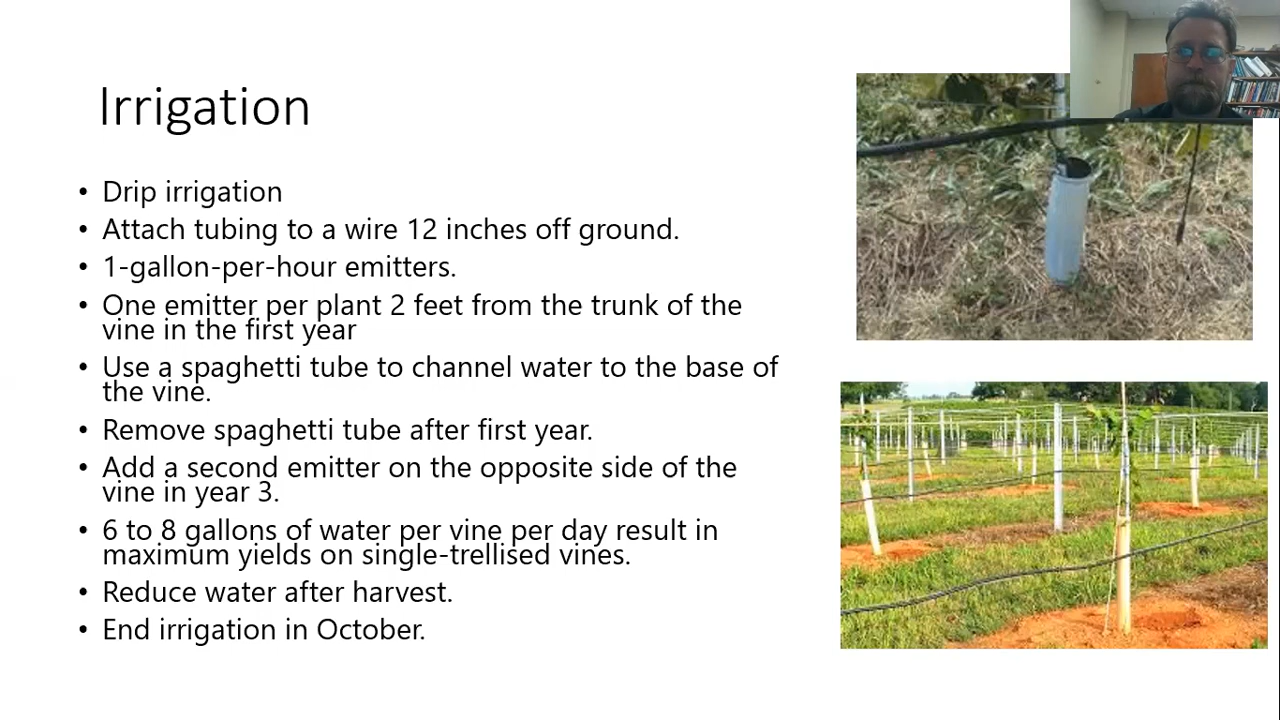 Irrigation
• Drip irrigation
• Attach tubing to a wire 12 inches off ground.
• 1-gallon-per-hour emitters.
• One emitter per plant 2 feet from the trunk of the
vine in the first year
• Use a spaghetti tube to channel water to the base of
the vine.
• Remove spaghetti tube after first year.
• Add a second emitter on the opposite side of the
vine in year 3.
• 6 to 8 gallons of water per vine per day result in
maximum yields on single-trellised vines.
• Reduce water after harvest.
• End irrigation in October.